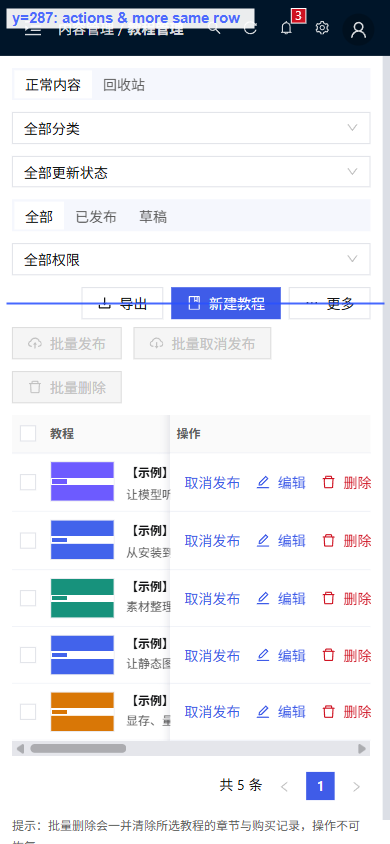 y=287: actions & more same row
内容管理 / 教程管理
3
正常内容 回收站
全部分类
全部更新状态
全部 已发布 草稿
全部权限
导出 新建教程 ··· 更多
批量发布 批量取消发布
批量删除
教程 操作
【示例】 取消发布 编辑 删除
让模型听
【示例】 取消发布 编辑 删除
从安装到
【示例】 取消发布 编辑 删除
素材整理
【示例】 取消发布 编辑 删除
让静态图
【示例】 取消发布 编辑 删除
显存、量
共 5 条 < 1 >
提示：批量删除会一并清除所选教程的章节与购买记录，操作不可